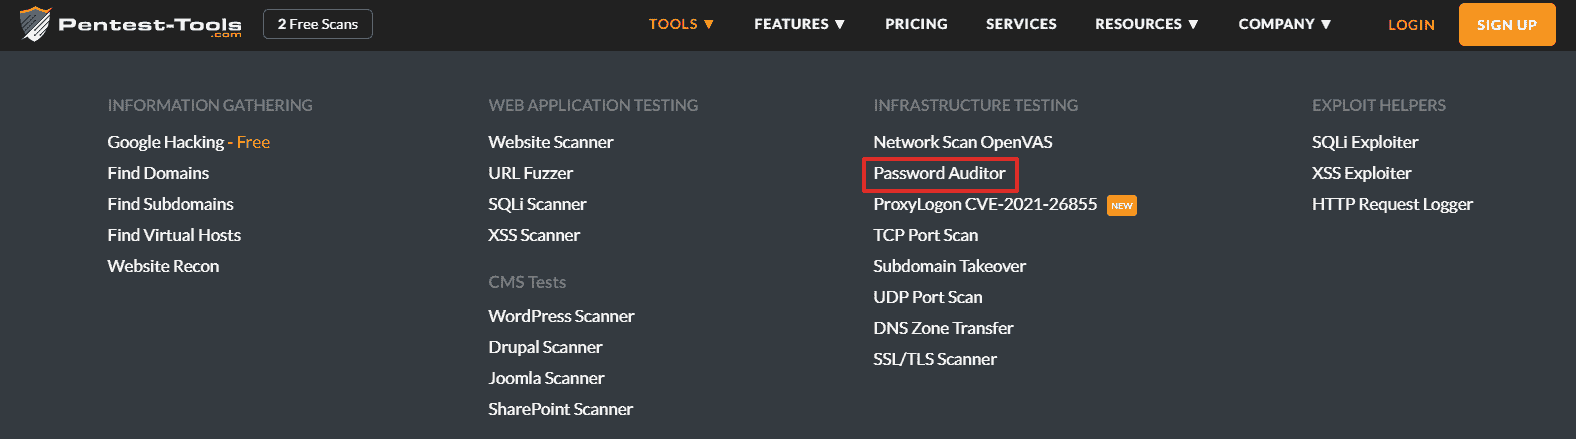 Pentest-Tools
.com
2 Free Scans
TOOLS ▼
FEATURES ▼
PRICING
SERVICES
RESOURCES ▼
COMPANY ▼
LOGIN
SIGN UP
INFORMATION GATHERING
Google Hacking - Free
Find Domains
Find Subdomains
Find Virtual Hosts
Website Recon
WEB APPLICATION TESTING
Website Scanner
URL Fuzzer
SQLi Scanner
XSS Scanner
CMS Tests
WordPress Scanner
Drupal Scanner
Joomla Scanner
SharePoint Scanner
INFRASTRUCTURE TESTING
Network Scan OpenVAS
Password Auditor
ProxyLogon CVE-2021-26855 NEW
TCP Port Scan
Subdomain Takeover
UDP Port Scan
DNS Zone Transfer
SSL/TLS Scanner
EXPLOIT HELPERS
SQLi Exploiter
XSS Exploiter
HTTP Request Logger